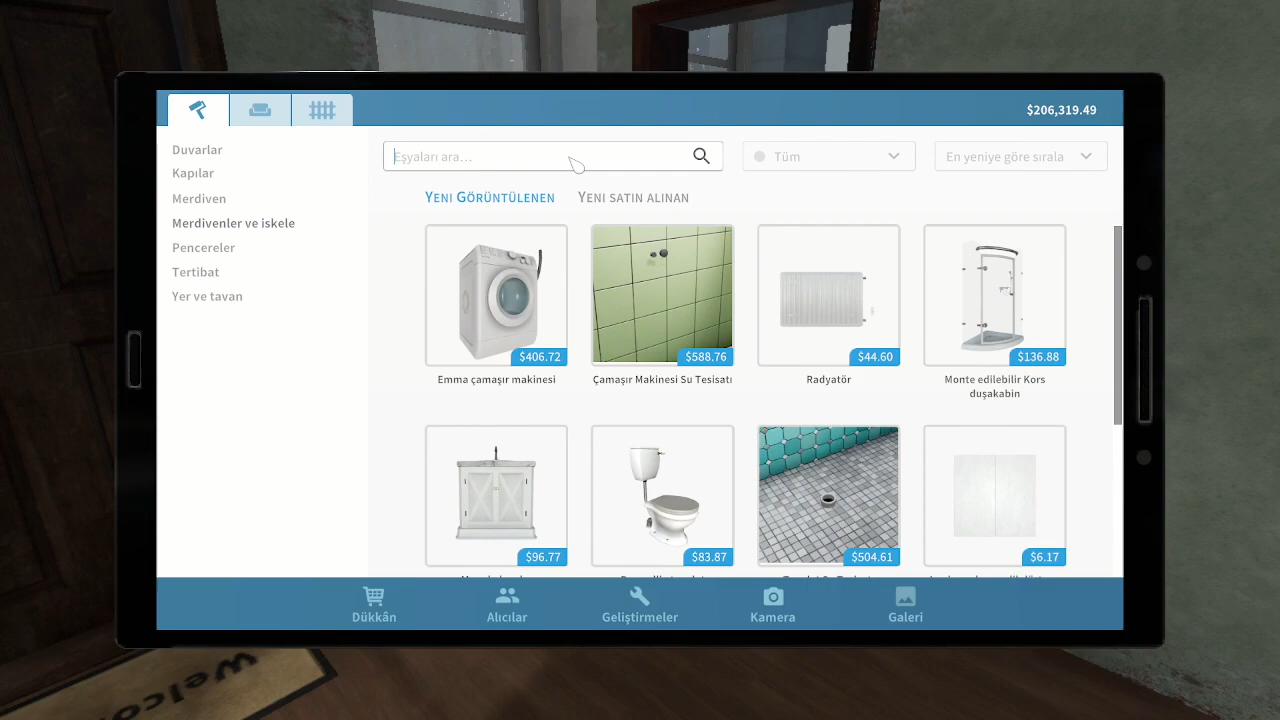 $206,319.49
Duvarlar
Kapılar
Merdiven
Merdivenler ve iskele
Pencereler
Tertibat
Yer ve tavan
Eşyaları ara...
Tüm
En yeniye göre sırala
YENİ GÖRÜNTÜLENEN
YENİ SATIN ALINAN
$406.72
$588.76
$44.60
$136.88
Emma çamaşır makinesi
Çamaşır Makinesi Su Tesisatı
Radyatör
Monte edilebilir Kors
duşakabin
$96.77
$83.87
$504.61
$6.17
Dükkân
Alıcılar
Geliştirmeler
Kamera
Galeri
Welco